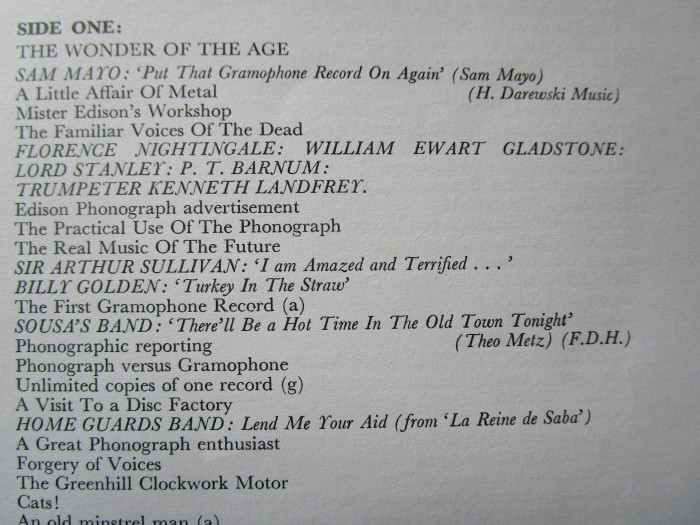 SIDE ONE:
THE WONDER OF THE AGE
SAM MAYO: ‘Put That Gramophone Record On Again’ (Sam Mayo)
A Little Affair Of Metal (H. Darewski Music)
Mister Edison’s Workshop
The Familiar Voices Of The Dead
FLORENCE NIGHTINGALE: WILLIAM EWART GLADSTONE:
LORD STANLEY: P. T. BARNUM:
TRUMPETER KENNETH LANDFREY.
Edison Phonograph advertisement
The Practical Use Of The Phonograph
The Real Music Of The Future
SIR ARTHUR SULLIVAN: ‘I am Amazed and Terrified . . . ’
BILLY GOLDEN: ‘Turkey In The Straw’
The First Gramophone Record (a)
SOUSA’S BAND: ‘There’ll Be a Hot Time In The Old Town Tonight’
Phonographic reporting (Theo Metz) (F.D.H.)
Phonograph versus Gramophone
Unlimited copies of one record (g)
A Visit To a Disc Factory
HOME GUARDS BAND: Lend Me Your Aid (from ‘La Reine de Saba’)
A Great Phonograph enthusiast
Forgery of Voices
The Greenhill Clockwork Motor
Cats!
An old minstrel man (a)